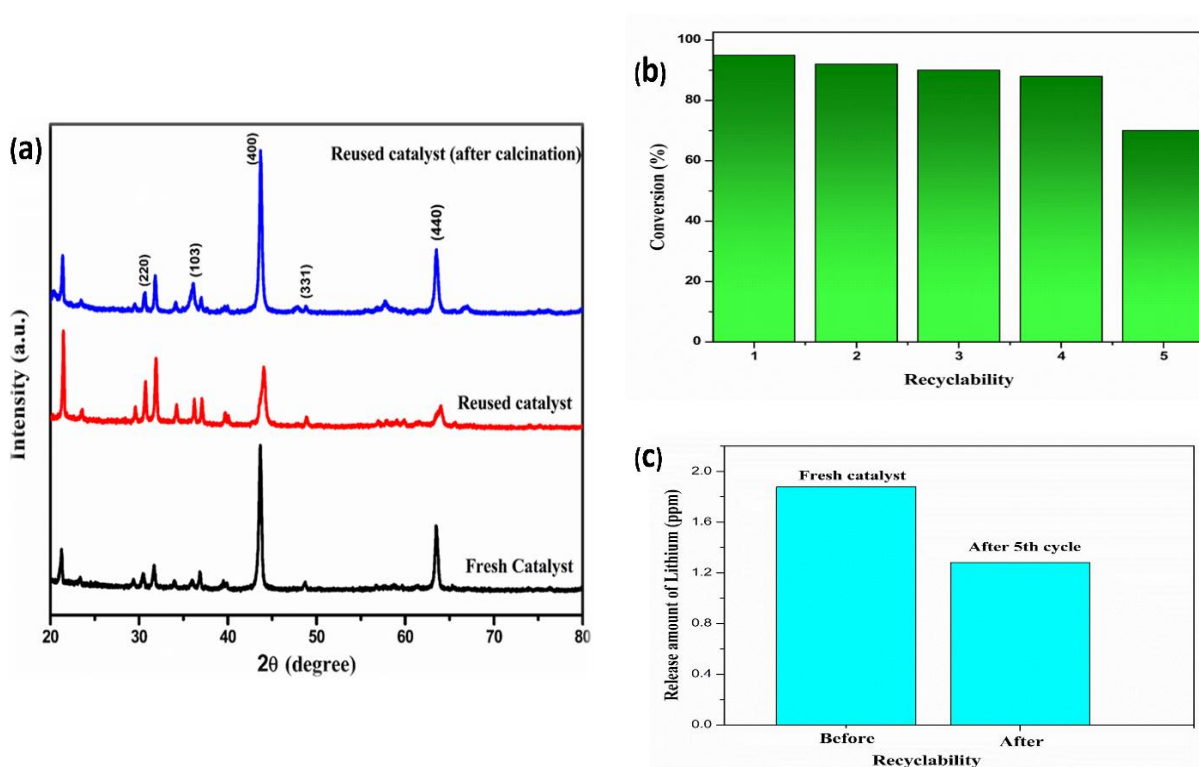 (a)
Intensity (a.u.)
Reused catalyst (after calcination)
(400)
(440)
(220)
(103)
(331)
Reused catalyst
Fresh Catalyst
20 30 40 50 60 70 80
2θ (degree)
(b)
Conversion (%)
100
80
60
40
20
0
1 2 3 4 5
Recyclability
(c)
Release amount of Lithium (ppm)
2.0
1.6
1.2
0.8
0.4
0.0
Fresh catalyst
After 5th cycle
Before After
Recyclability